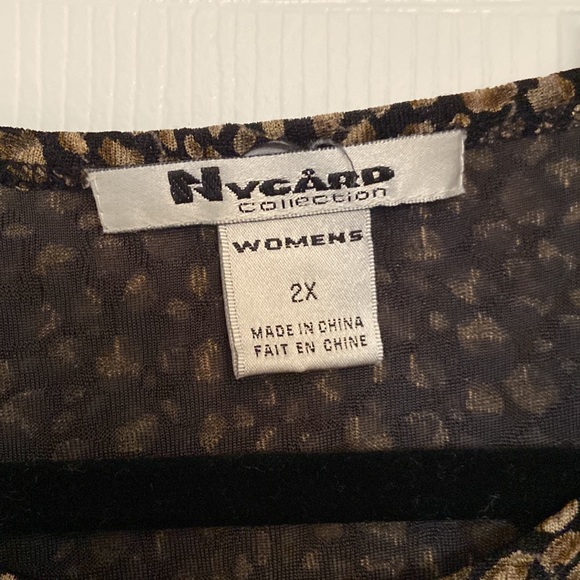 NYGÅRD
Collection
WOMENS
2X
MADE IN CHINA
FAIT EN CHINE